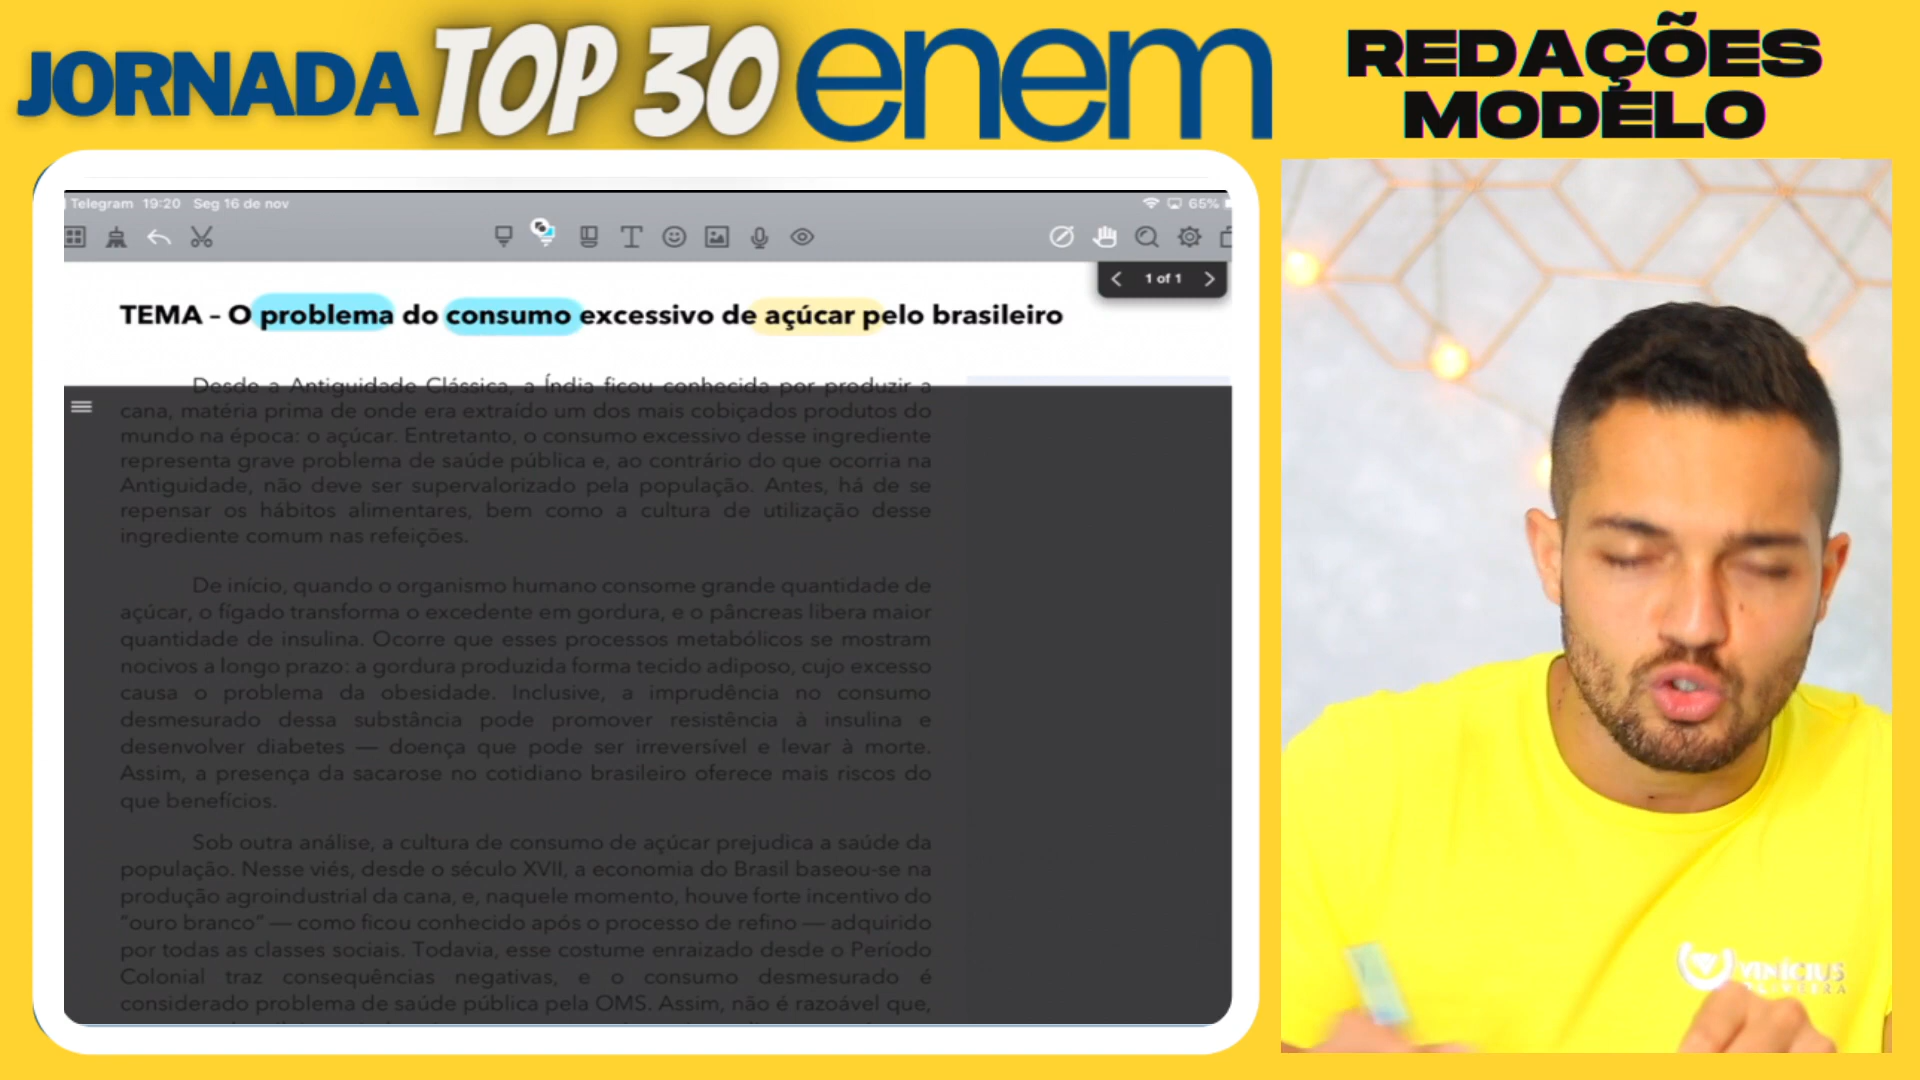 JORNADA TOP 30 enem
REDAÇÕES
MODELO
Telegram 19:20 Seg 16 de nov
65%
1 of 1
TEMA – O problema do consumo excessivo de açúcar pelo brasileiro
Desde a Antiguidade Clássica, a Índia ficou conhecida por produzir a
cana, matéria prima de onde era extraído um dos mais cobiçados produtos do
mundo na época: o açúcar. Entretanto, o consumo excessivo desse ingrediente
representa grave problema de saúde pública e, ao contrário do que ocorria na
Antiguidade, não deve ser supervalorizado pela população. Antes, há de se
repensar os hábitos alimentares, bem como a cultura de utilização desse
ingrediente comum nas refeições.
De início, quando o organismo humano consome grande quantidade de
açúcar, o fígado transforma o excedente em gordura, e o pâncreas libera maior
quantidade de insulina. Ocorre que esses processos metabólicos se mostram
nocivos a longo prazo: a gordura produzida forma tecido adiposo, cujo excesso
causa o problema da obesidade. Inclusive, a imprudência no consumo
desmesurado dessa substância pode promover resistência à insulina e
desenvolver diabetes — doença que pode ser irreversível e levar à morte.
Assim, a presença da sacarose no cotidiano brasileiro oferece mais riscos do
que benefícios.
Sob outra análise, a cultura de consumo de açúcar prejudica a saúde da
população. Nesse viés, desde o século XVII, a economia do Brasil baseou-se na
produção agroindustrial da cana, e, naquele momento, houve forte incentivo do
“ouro branco” — como ficou conhecido após o processo de refino — adquirido
por todas as classes sociais. Todavia, esse costume enraizado desde o Período
Colonial traz consequências negativas, e o consumo desmesurado é
considerado problema de saúde pública pela OMS. Assim, não é razoável que,
VINÍCIUS